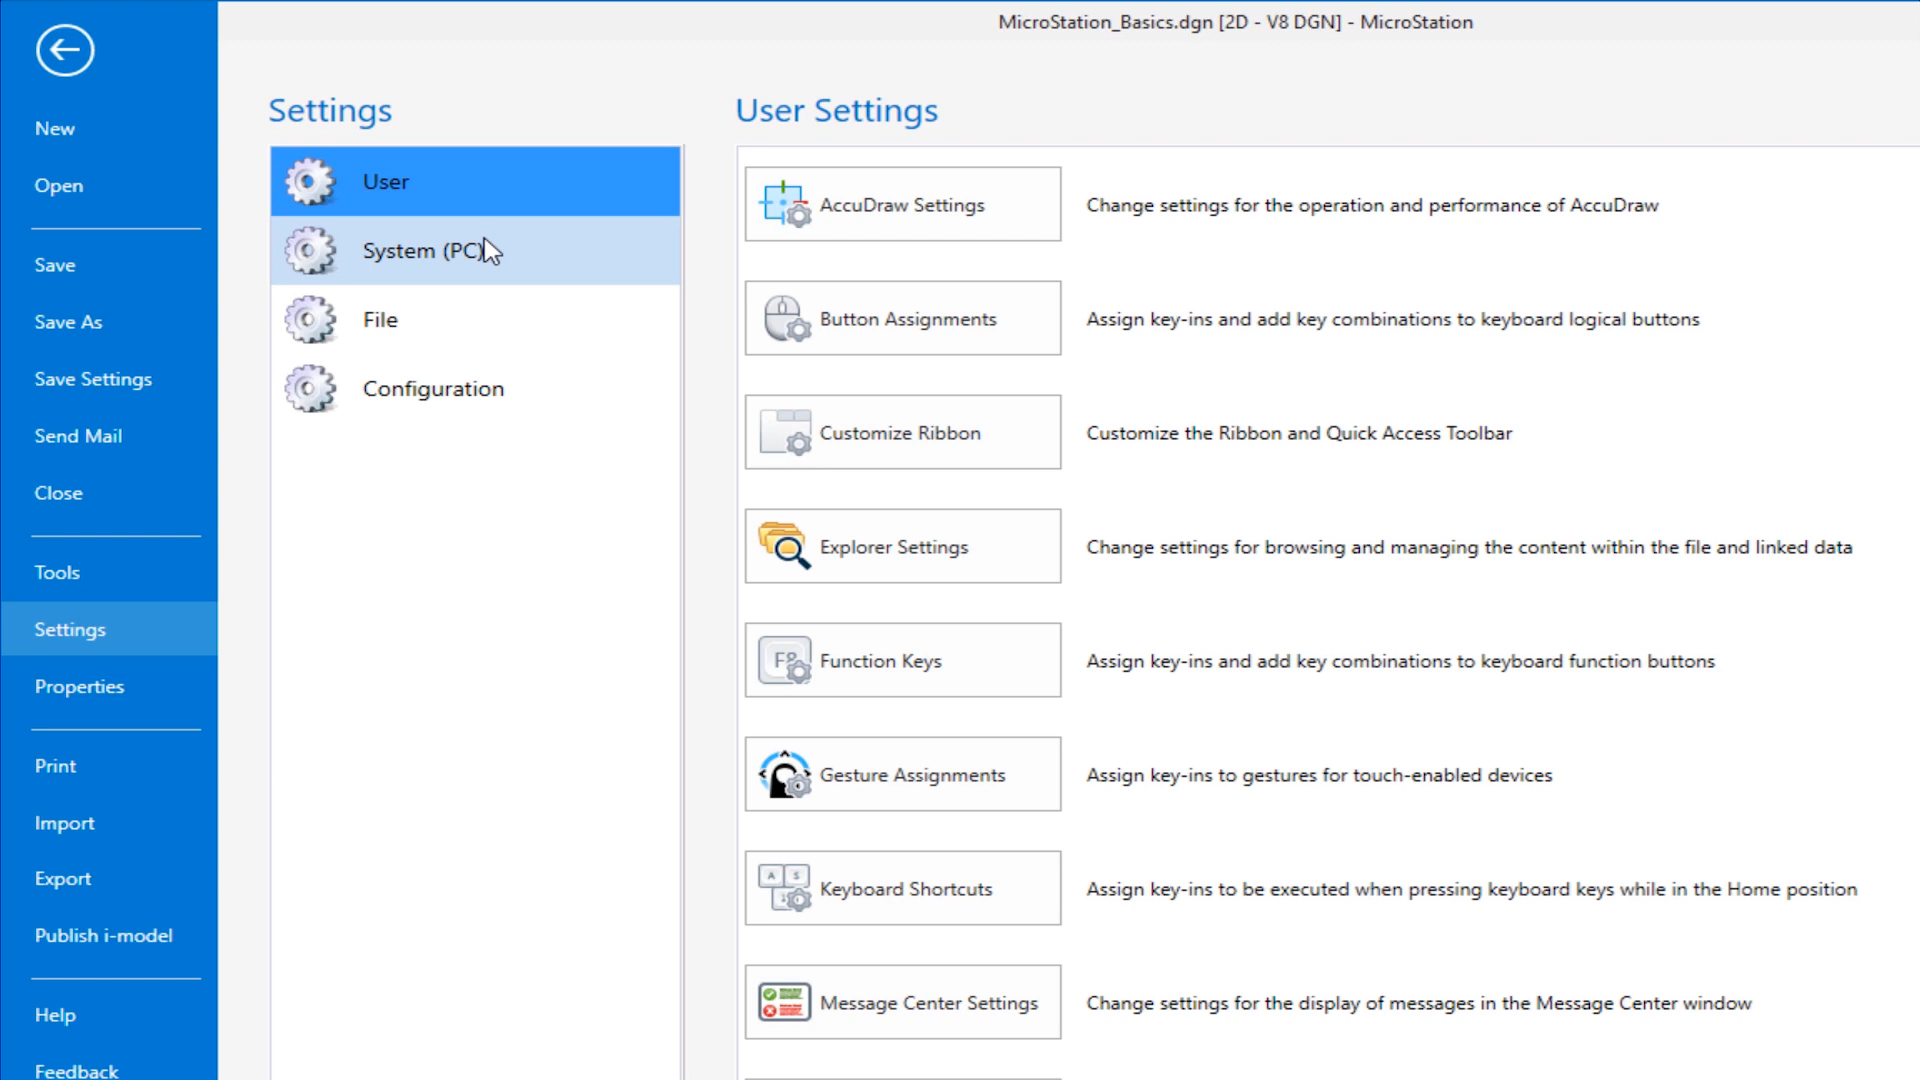 MicroStation_Basics.dgn [2D - V8 DGN] - MicroStation
New
Open
Save
Save As
Save Settings
Send Mail
Close
Tools
Settings
Properties
Print
Import
Export
Publish i-model
Help
Feedback
Settings
User
System (PC)
File
Configuration
User Settings
AccuDraw Settings Change settings for the operation and performance of AccuDraw
Button Assignments Assign key-ins and add key combinations to keyboard logical buttons
Customize Ribbon Customize the Ribbon and Quick Access Toolbar
Explorer Settings Change settings for browsing and managing the content within the file and linked data
F8 Function Keys Assign key-ins and add key combinations to keyboard function buttons
Gesture Assignments Assign key-ins to gestures for touch-enabled devices
A S Keyboard Shortcuts Assign key-ins to be executed when pressing keyboard keys while in the Home position
Message Center Settings Change settings for the display of messages in the Message Center window